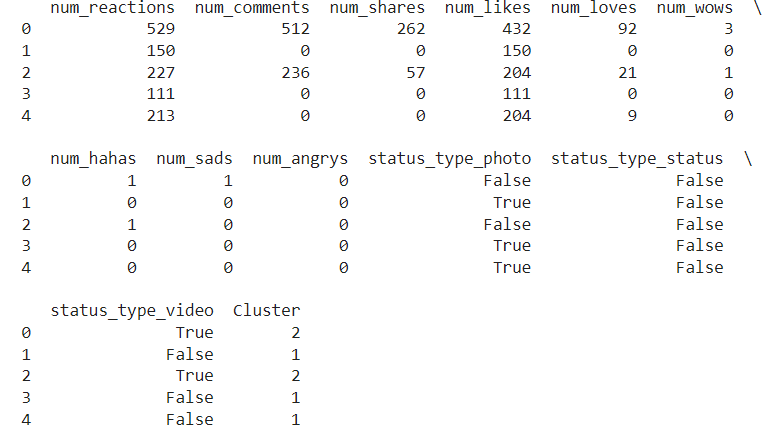 num_reactions  num_comments  num_shares  num_likes  num_loves  num_wows  \
0            529           512         262        432         92         3
1            150             0           0        150          0         0
2            227           236          57        204         21         1
3            111             0           0        111          0         0
4            213             0           0        204          9         0
   num_hahas  num_sads  num_angrys  status_type_photo  status_type_status  \
0          1         1           0              False               False
1          0         0           0               True               False
2          1         0           0              False               False
3          0         0           0               True               False
4          0         0           0               True               False
   status_type_video  Cluster
0               True        2
1              False        1
2               True        2
3              False        1
4              False        1